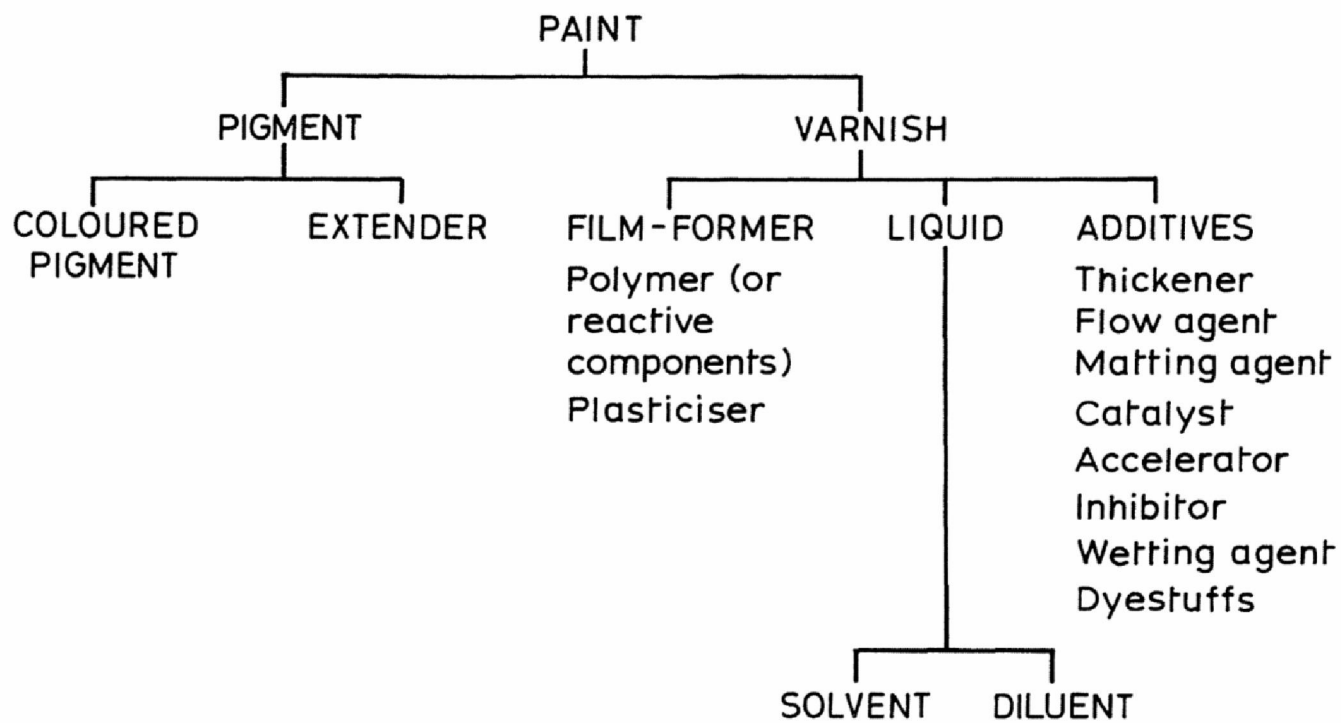 PAINT
PIGMENT
VARNISH
COLOURED
PIGMENT
EXTENDER
FILM-FORMER
Polymer (or
reactive
components)
Plasticiser
LIQUID
ADDITIVES
Thickener
Flow agent
Matting agent
Catalyst
Accelerator
Inhibitor
Wetting agent
Dyestuffs
SOLVENT
DILUENT